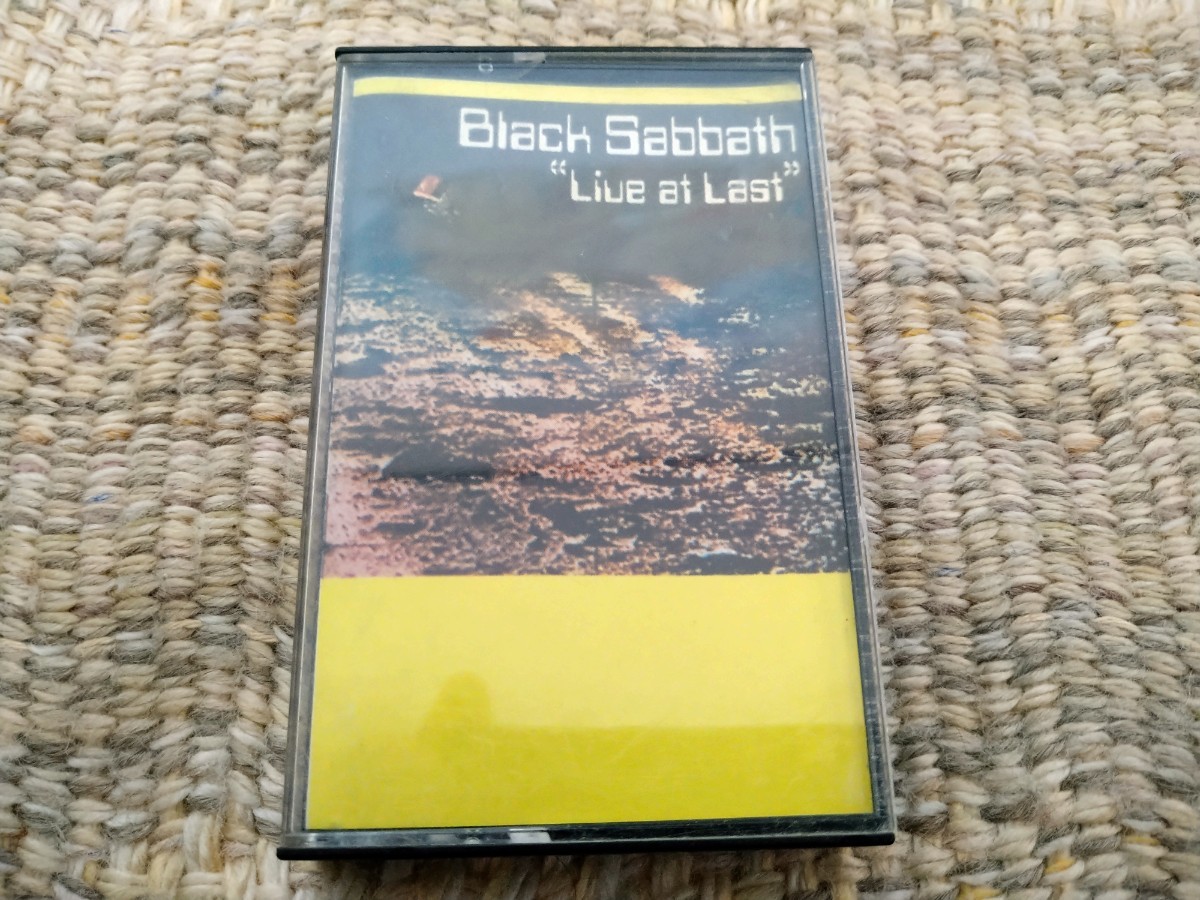 Black Sabbath
“Live at Last”